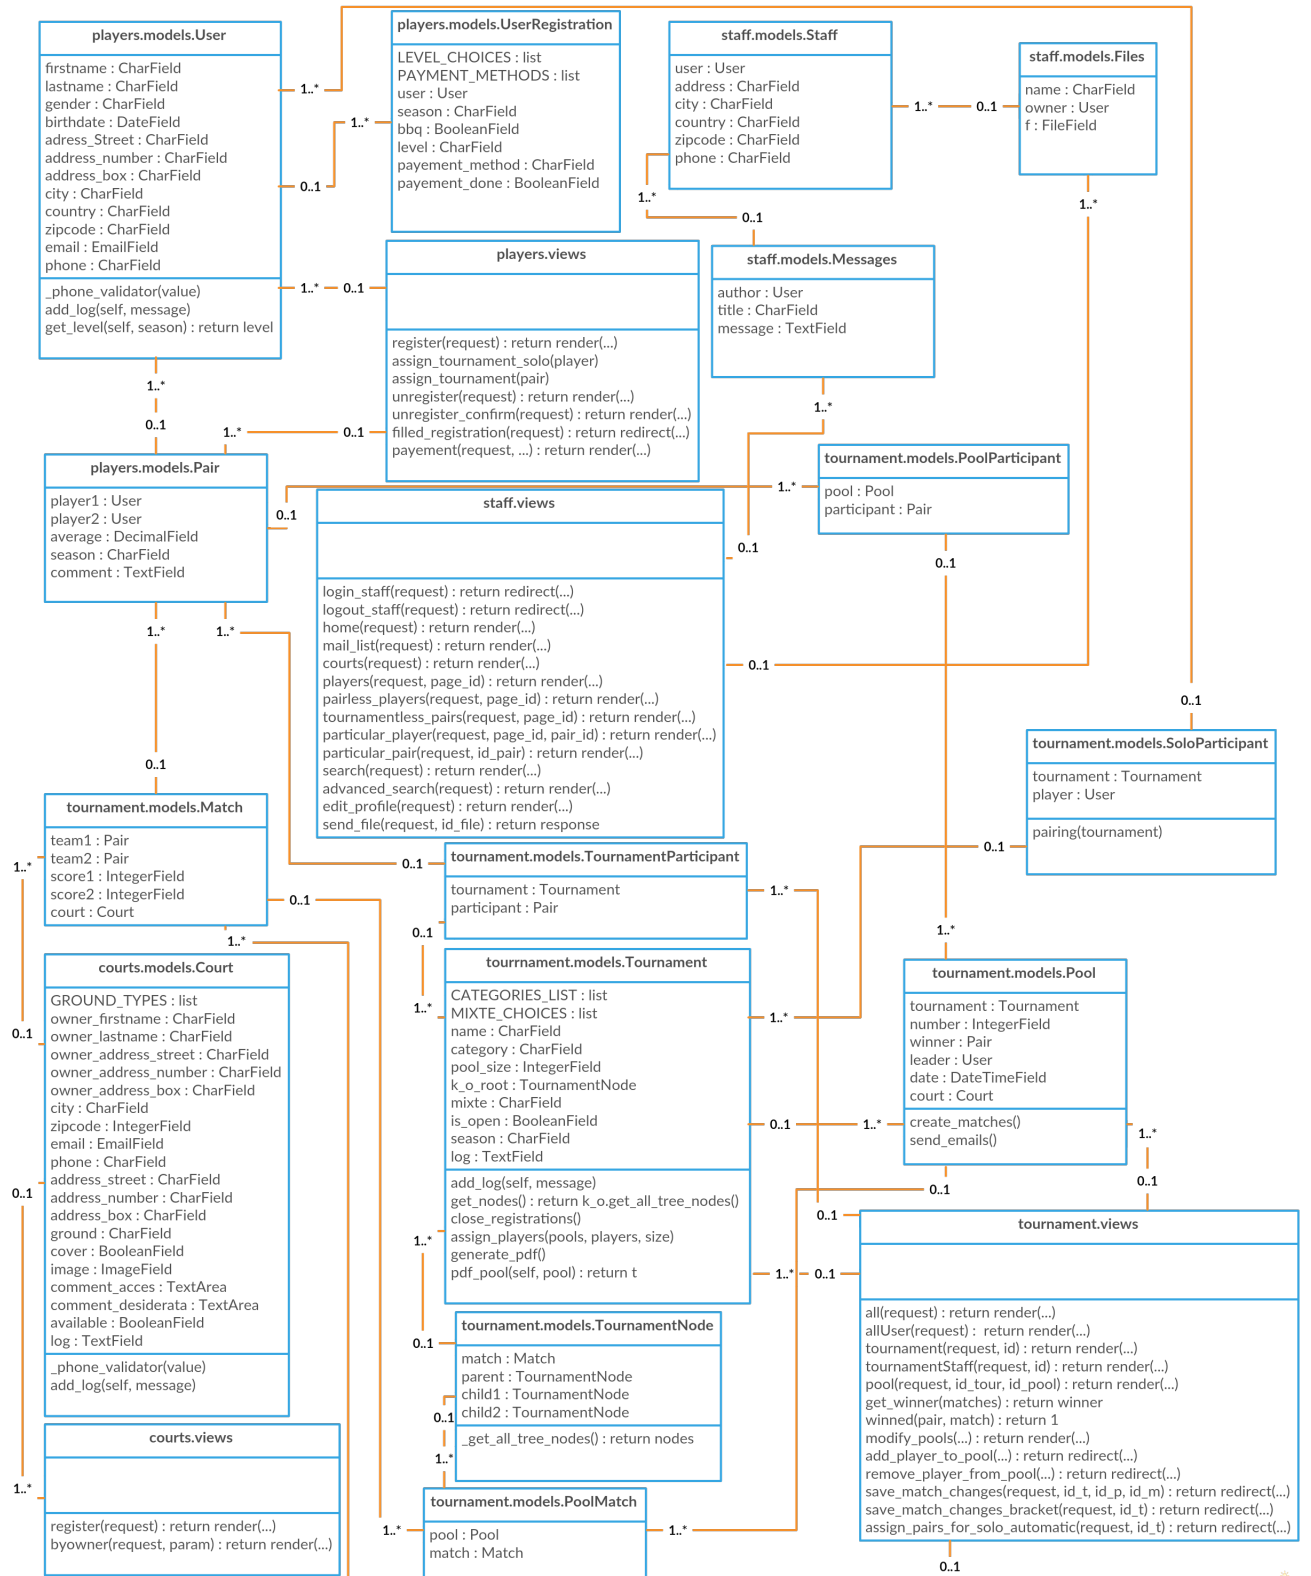 players.models.User
firstname : CharField
lastname : CharField
gender : CharField
birthdate : DateField
adress_Street : CharField
address_number : CharField
address_box : CharField
city : CharField
country : CharField
zipcode : CharField
email : EmailField
phone : CharField
_phone_validator(value)
add_log(self, message)
get_level(self, season) : return level
1..*
1..*
0..1
1..*
0..1
1..*
0..1
players.models.UserRegistration
LEVEL_CHOICES : list
PAYMENT_METHODS : list
user : User
season : CharField
bbq : BooleanField
level : CharField
payement_method : CharField
payement_done : BooleanField
staff.models.Staff
user : User
address : CharField
city : CharField
country : CharField
zipcode : CharField
phone : CharField
1..*
0..1
1..*
0..1
staff.models.Files
name : CharField
owner : User
f : FileField
1..*
players.views
register(request) : return render(...)
assign_tournament_solo(player)
assign_tournament(pair)
unregister(request) : return render(...)
unregister_confirm(request) : return render(...)
filled_registration(request) : return redirect(...)
payement(request, ...) : return render(...)
staff.models.Messages
author : User
title : CharField
message : TextField
1..*
0..1
1..*
0..1
players.models.Pair
player1 : User
player2 : User
average : DecimalField
season : CharField
comment : TextField
0..1
1..*
1..*
1..*
0..1
tournament.models.PoolParticipant
pool : Pool
participant : Pair
0..1
staff.views
login_staff(request) : return redirect(...)
logout_staff(request) : return redirect(...)
home(request) : return render(...)
mail_list(request) : return render(...)
courts(request) : return render(...)
players(request, page_id) : return render(...)
pairless_players(request, page_id) : return render(...)
tournamentless_pairs(request, page_id) : return render(...)
particular_player(request, page_id, pair_id) : return render(...)
particular_pair(request, id_pair) : return render(...)
search(request) : return render(...)
advanced_search(request) : return render(...)
edit_profile(request) : return render(...)
send_file(request, id_file) : return response
0..1
0..1
0..1
tournament.models.SoloParticipant
tournament : Tournament
player : User
pairing(tournament)
0..1
tournament.models.Match
team1 : Pair
team2 : Pair
score1 : IntegerField
score2 : IntegerField
court : Court
1..*
0..1
0..1
1..*
tournament.models.TournamentParticipant
tournament : Tournament
participant : Pair
1..*
0..1
1..*
1..*
courts.models.Court
GROUND_TYPES : list
owner_firstname : CharField
owner_lastname : CharField
owner_address_street : CharField
owner_address_number : CharField
owner_address_box : CharField
city : CharField
zipcode : IntegerField
email : EmailField
phone : CharField
address_street : CharField
address_number : CharField
address_box : CharField
ground : CharField
cover : BooleanField
image : ImageField
comment_acces : TextArea
comment_desiderata : TextArea
available : BooleanField
log : TextField
_phone_validator(value)
add_log(self, message)
0..1
0..1
1..*
tourrnament.models.Tournament
CATEGORIES_LIST : list
MIXTE_CHOICES : list
name : CharField
category : CharField
pool_size : IntegerField
k_o_root : TournamentNode
mixte : CharField
is_open : BooleanField
season : CharField
log : TextField
add_log(self, message)
get_nodes() : return k_o.get_all_tree_nodes()
close_registrations()
assign_players(pools, players, size)
generate_pdf()
pdf_pool(self, pool) : return t
1..*
0..1
1..*
1..*
0..1
1..*
0..1
tournament.models.Pool
tournament : Tournament
number : IntegerField
winner : Pair
leader : User
date : DateTimeField
court : Court
create_matches()
send_emails()
1..*
0..1
0..1
0..1
tournament.views
all(request) : return render(...)
allUser(request) : return render(...)
tournament(request, id) : return render(...)
tournamentStaff(request, id) : return render(...)
pool(request, id_tour, id_pool) : return render(...)
get_winner(matches) : return winner
winned(pair, match) : return 1
modify_pools(...) : return render(...)
add_player_to_pool(...) : return redirect(...)
remove_player_from_pool(...) : return redirect(...)
save_match_changes(request, id_t, id_p, id_m) : return redirect(...)
save_match_changes_bracket(request, id_t) : return redirect(...)
assign_pairs_for_solo_automatic(request, id_t) : return redirect(...)
0..1
tournament.models.TournamentNode
match : Match
parent : TournamentNode
child1 : TournamentNode
child2 : TournamentNode
_get_all_tree_nodes() : return nodes
0..1
1..*
courts.views
register(request) : return render(...)
byowner(request, param) : return render(...)
tournament.models.PoolMatch
pool : Pool
match : Match
1..*
1..*